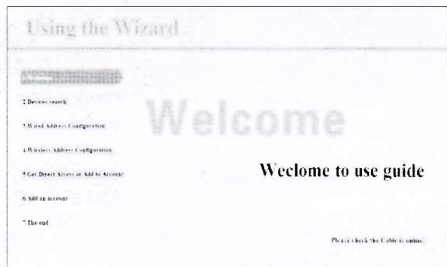 Using the Wizard
2 Devices search
3 Wired Address Configuration
4 Wireless Address Configuration
5 Get Direct Access or Add to Account
6 Add an account
7 The end
Welcome
Weclome to use guide
Please check the Cable is online.